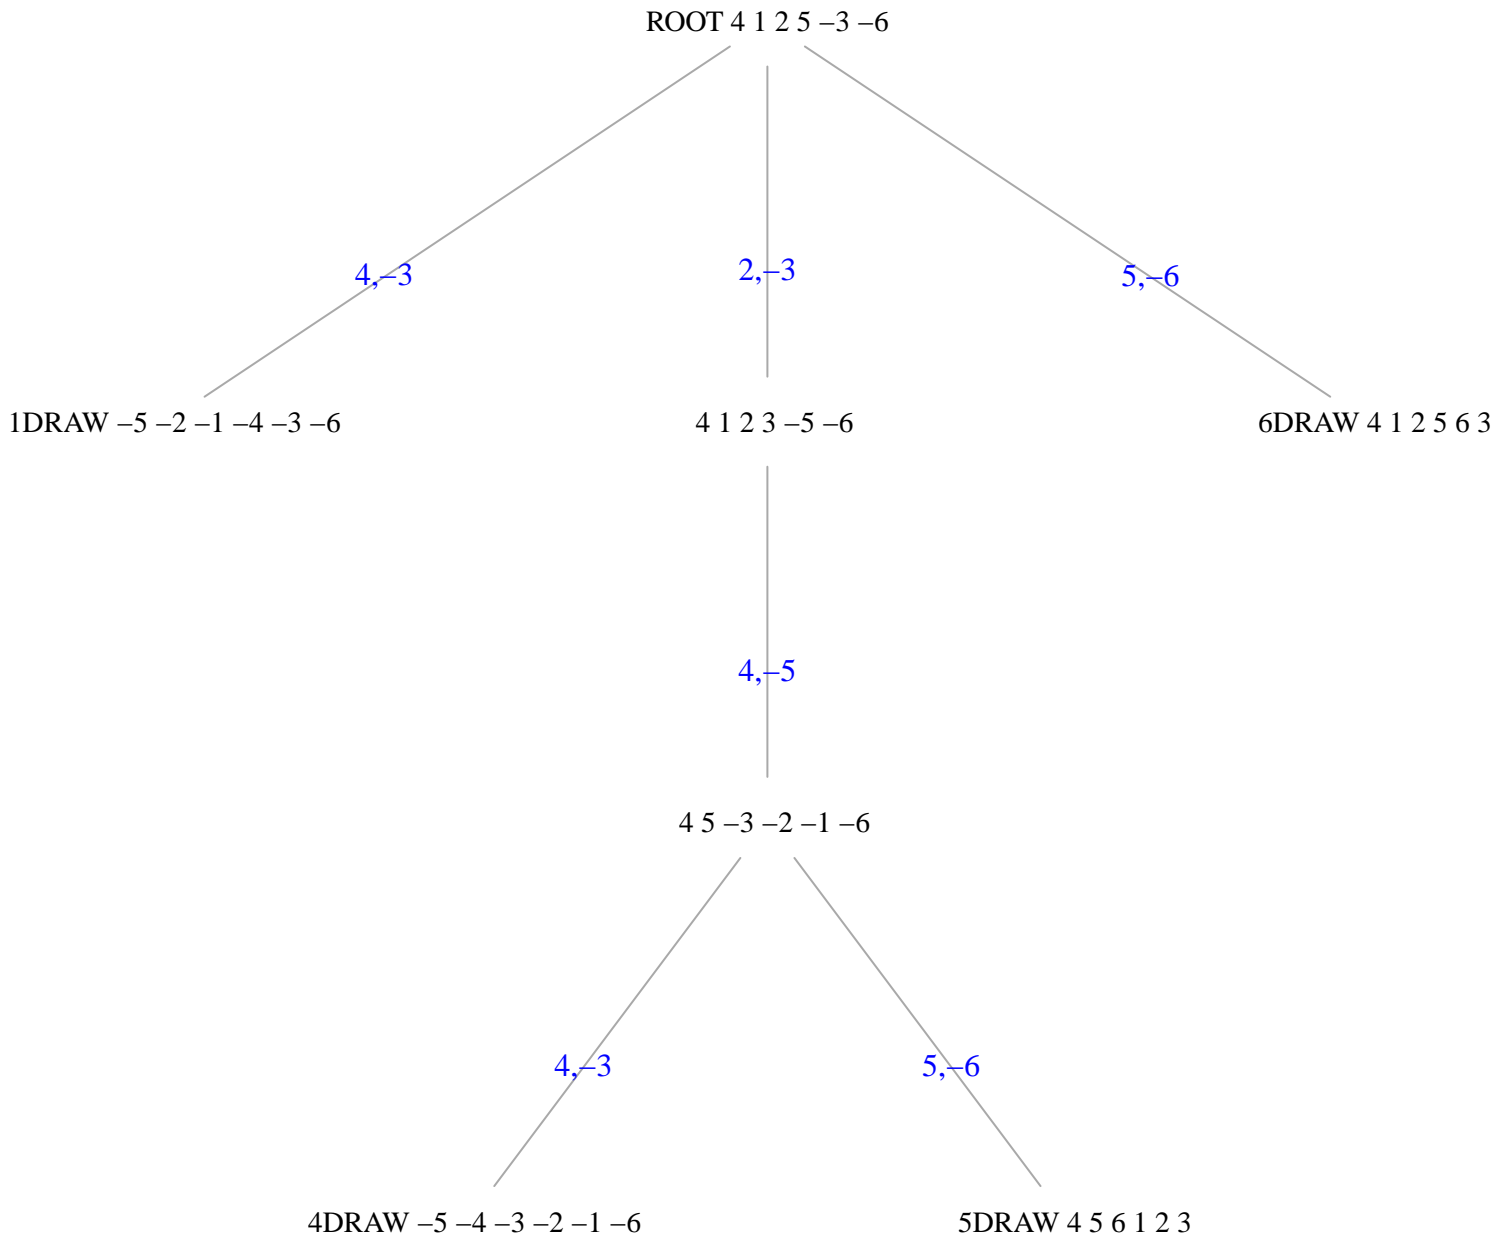 ROOT 4 1 2 5 –3 –6
4,–3
2,–3
5,–6
1DRAW –5 –2 –1 –4 –3 –6
4 1 2 3 –5 –6
6DRAW 4 1 2 5 6 3
4,–5
4 5 –3 –2 –1 –6
4,–3
5,–6
4DRAW –5 –4 –3 –2 –1 –6
5DRAW 4 5 6 1 2 3